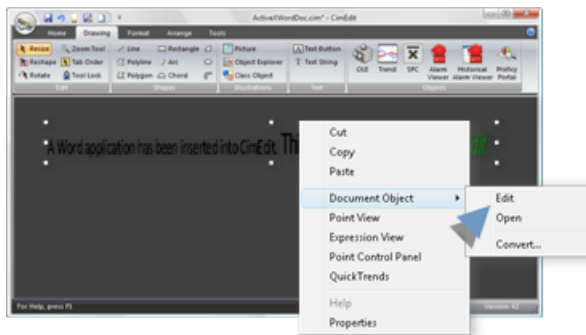 ActiveXWordDoc.cim* - CimEdit
Home Drawing Format Arrange Tools
Resize Zoom Tool Line Rectangle Picture Text Button
Reshape Tab Order Polyline Arc Object Explorer Text String
Rotate Tool Lock Polygon Chord Class Object
OLE Trend SPC Alarm Viewer Historical Alarm Viewer Proficy Portal
Edit Shapes Illustrations Text Objects
A Word application has been inserted into CimEdit.
Cut
Copy
Paste
Document Object
Edit
Point View
Open
Expression View
Convert...
Point Control Panel
QuickTrends
Help
Properties
For Help, press F1
Version: 42